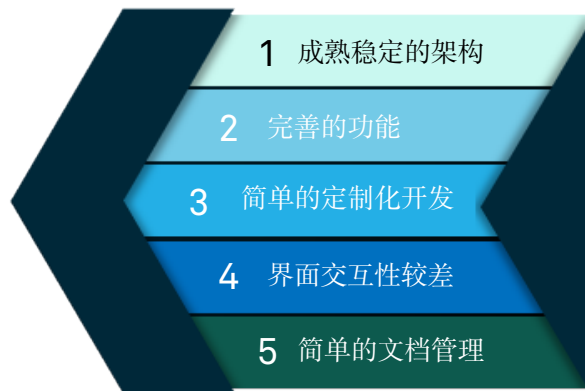 1 成熟稳定的架构
2 完善的功能
3 简单的定制化开发
4 界面交互性较差
5 简单的文档管理